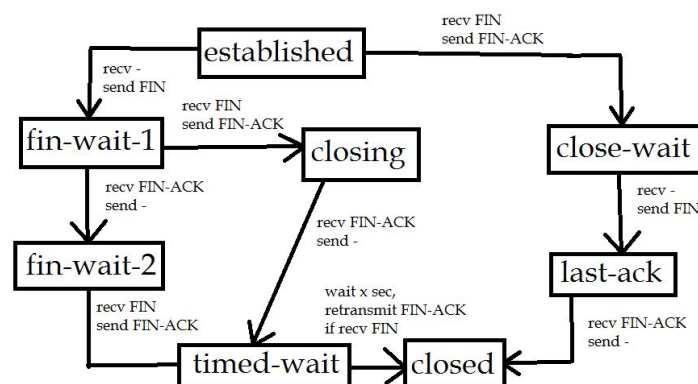 established
recv FIN
send FIN-ACK
recv -
send FIN
recv FIN
send FIN-ACK
fin-wait-1
closing
close-wait
recv FIN-ACK
send -
recv -
send FIN
recv FIN-ACK
send -
fin-wait-2
last-ack
recv FIN
send FIN-ACK
wait x sec,
retransmit FIN-ACK
if recv FIN
recv FIN-ACK
send -
timed-wait
closed